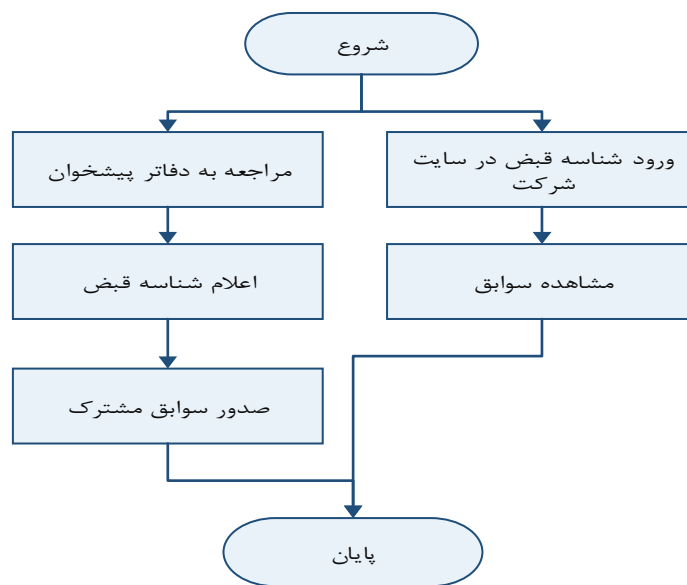 شروع
ورود شناسه قبض در سایت
شرکت
مراجعه به دفاتر پیشخوان
مشاهده سوابق
اعلام شناسه قبض
صدور سوابق مشترک
پایان